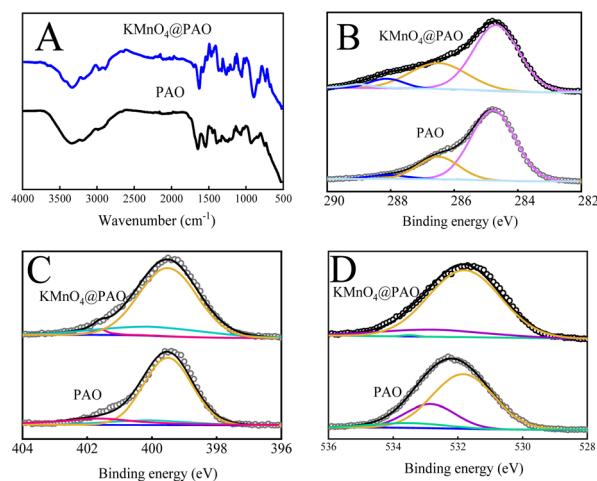 A
KMnO4@PAO
PAO
4000 3500 3000 2500 2000 1500 1000 500
Wavenumber (cm-1)
B
KMnO4@PAO
PAO
290 288 286 284 282
Binding energy (eV)
C
KMnO4@PAO
PAO
404 402 400 398 396
Binding energy (eV)
D
KMnO4@PAO
PAO
536 534 532 530 528
Binding energy (eV)